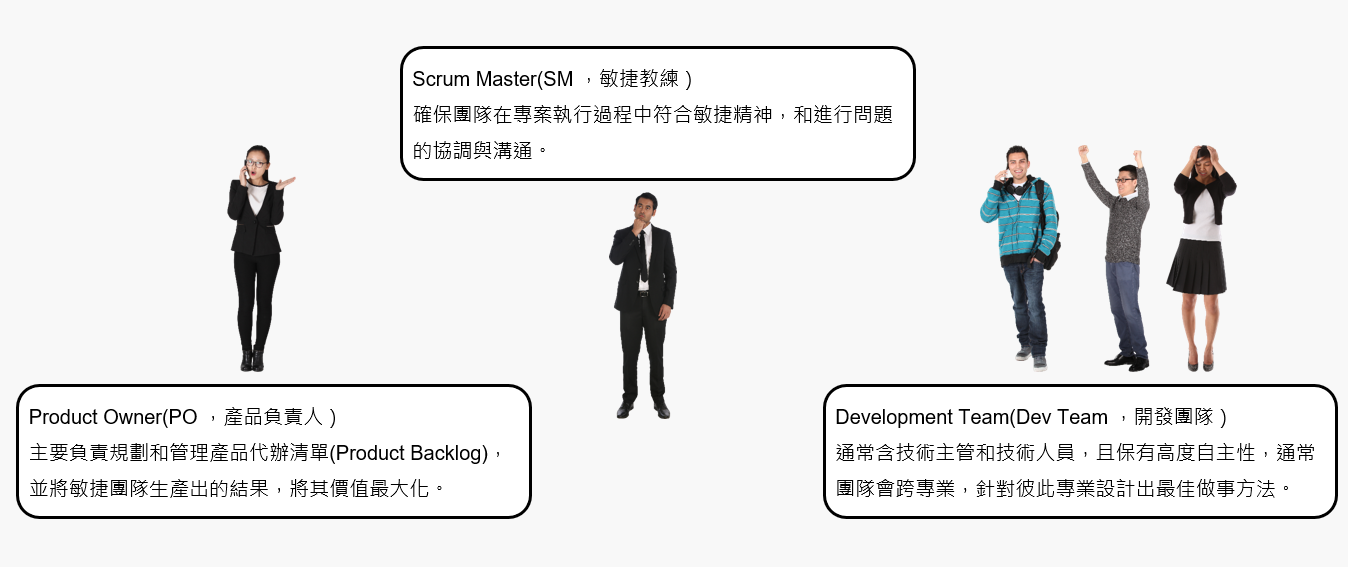 Scrum Master(SM ，敏捷教練 )
確保團隊在專案執行過程中符合敏捷精神，和進行問題
的協調與溝通。
Product Owner(PO ，產品負責人 )
主要負責規劃和管理產品代辦清單(Product Backlog)，
並將敏捷團隊生產出的結果，將其價值最大化。
Development Team(Dev Team ，開發團隊 )
通常含技術主管和技術人員，且保有高度自主性，通常
團隊會跨專業，針對彼此專業設計出最佳做事方法。